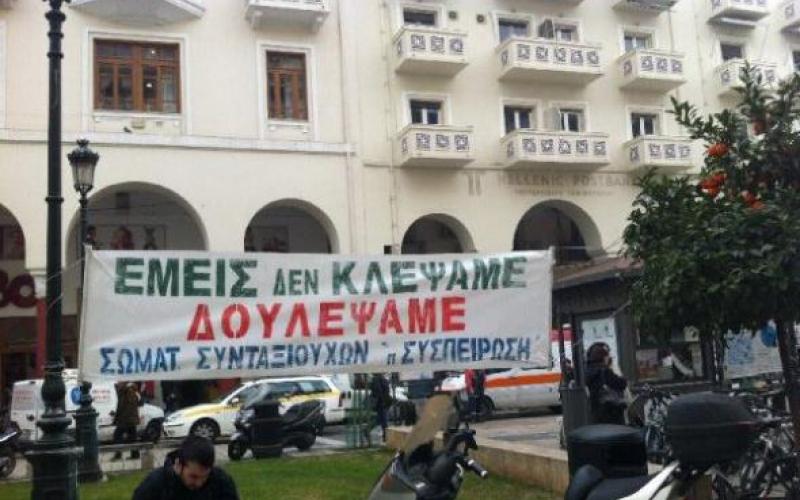 HELLENIC POSTBANK
ΕΜΕΙΣ ΔΕΝ ΚΛΕΨΑΜΕ
ΔΟΥΛΕΨΑΜΕ
ΣΩΜΑΤ. ΣΥΝΤΑΞΙΟΥΧΩΝ "η ΣΥΣΠΕΙΡΩΣΗ"